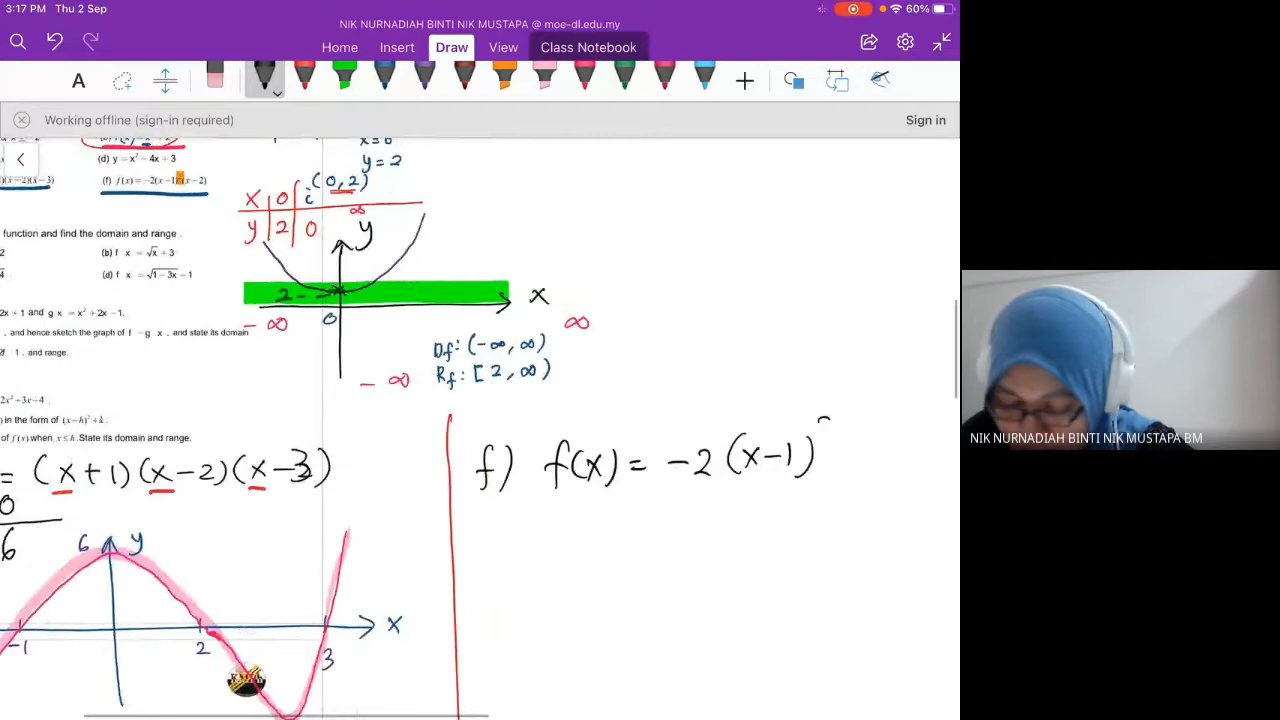 3:17 PM Thu 2 Sep
60%
NIK NURNADIAH BINTI NIK MUSTAPA @ moe-dl.edu.my
Home Insert Draw View Class Notebook
A
Working offline (sign-in required) Sign in
x=0
(d) y = x² - 4x + 3
y = 2
)(x-2)(x-3)
(f) f(x) = -2(x-1) (x-2)
(0,2)
x 0 i
∞
y 2 0
y
function and find the domain and range .
2 (b) f x = √x + 3
4 (d) f x = √1-3x - 1
2 x
2x + 1 and g x = x² + 2x - 1.
- ∞ 0 ∞
, and hence sketch the graph of f - g x . and state its domain
1 . and range.
Df: (-∞, ∞)
Rf: [2, ∞)
- ∞
2x² + 3x - 4 .
) in the form of (x-h)² + k .
of f(x) when x ≤ h. State its domain and range.
NIK NURNADIAH BINTI NIK MUSTAPA BM
= (x+1)(x-2)(x-3)
f) f(x) = -2(x-1)
0
6
6 y
x
-1 2 3